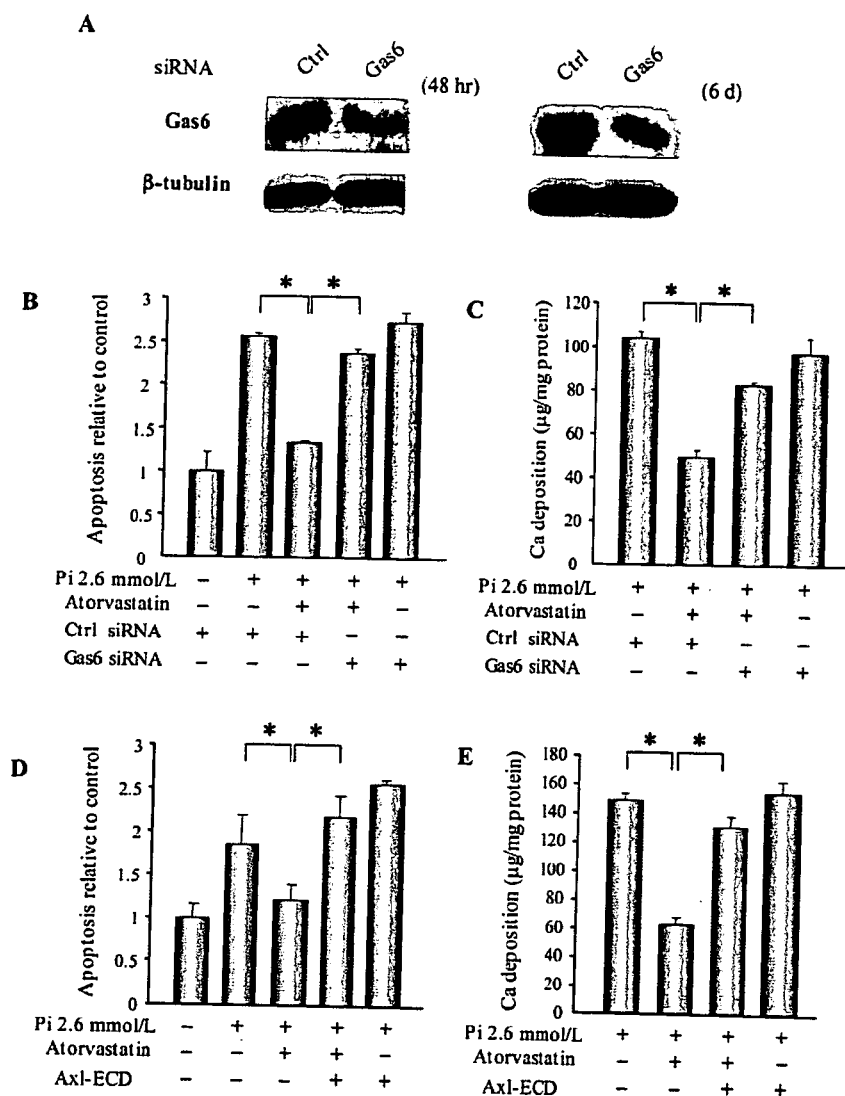 A
siRNA Ctrl Gas6 (48 hr) Ctrl Gas6 (6 d)
Gas6
β-tubulin
B
Apoptosis relative to control
3
2.5
2
1.5
1
0.5
0
* *
Pi 2.6 mmol/L – + + + +
Atorvastatin – – + + –
Ctrl siRNA + + + – –
Gas6 siRNA – – – + +
C
Ca deposition (µg/mg protein)
120
100
80
60
40
20
0
* *
Pi 2.6 mmol/L + + + +
Atorvastatin – + + –
Ctrl siRNA + + – –
Gas6 siRNA – – + +
D
Apoptosis relative to control
3
2.5
2
1.5
1
0.5
0
* *
Pi 2.6 mmol/L – + + + +
Atorvastatin – – + + –
Axl-ECD – – – + +
E
Ca deposition (µg/mg protein)
180
160
140
120
100
80
60
40
20
0
* *
Pi 2.6 mmol/L + + + +
Atorvastatin – + + –
Axl-ECD – – + +